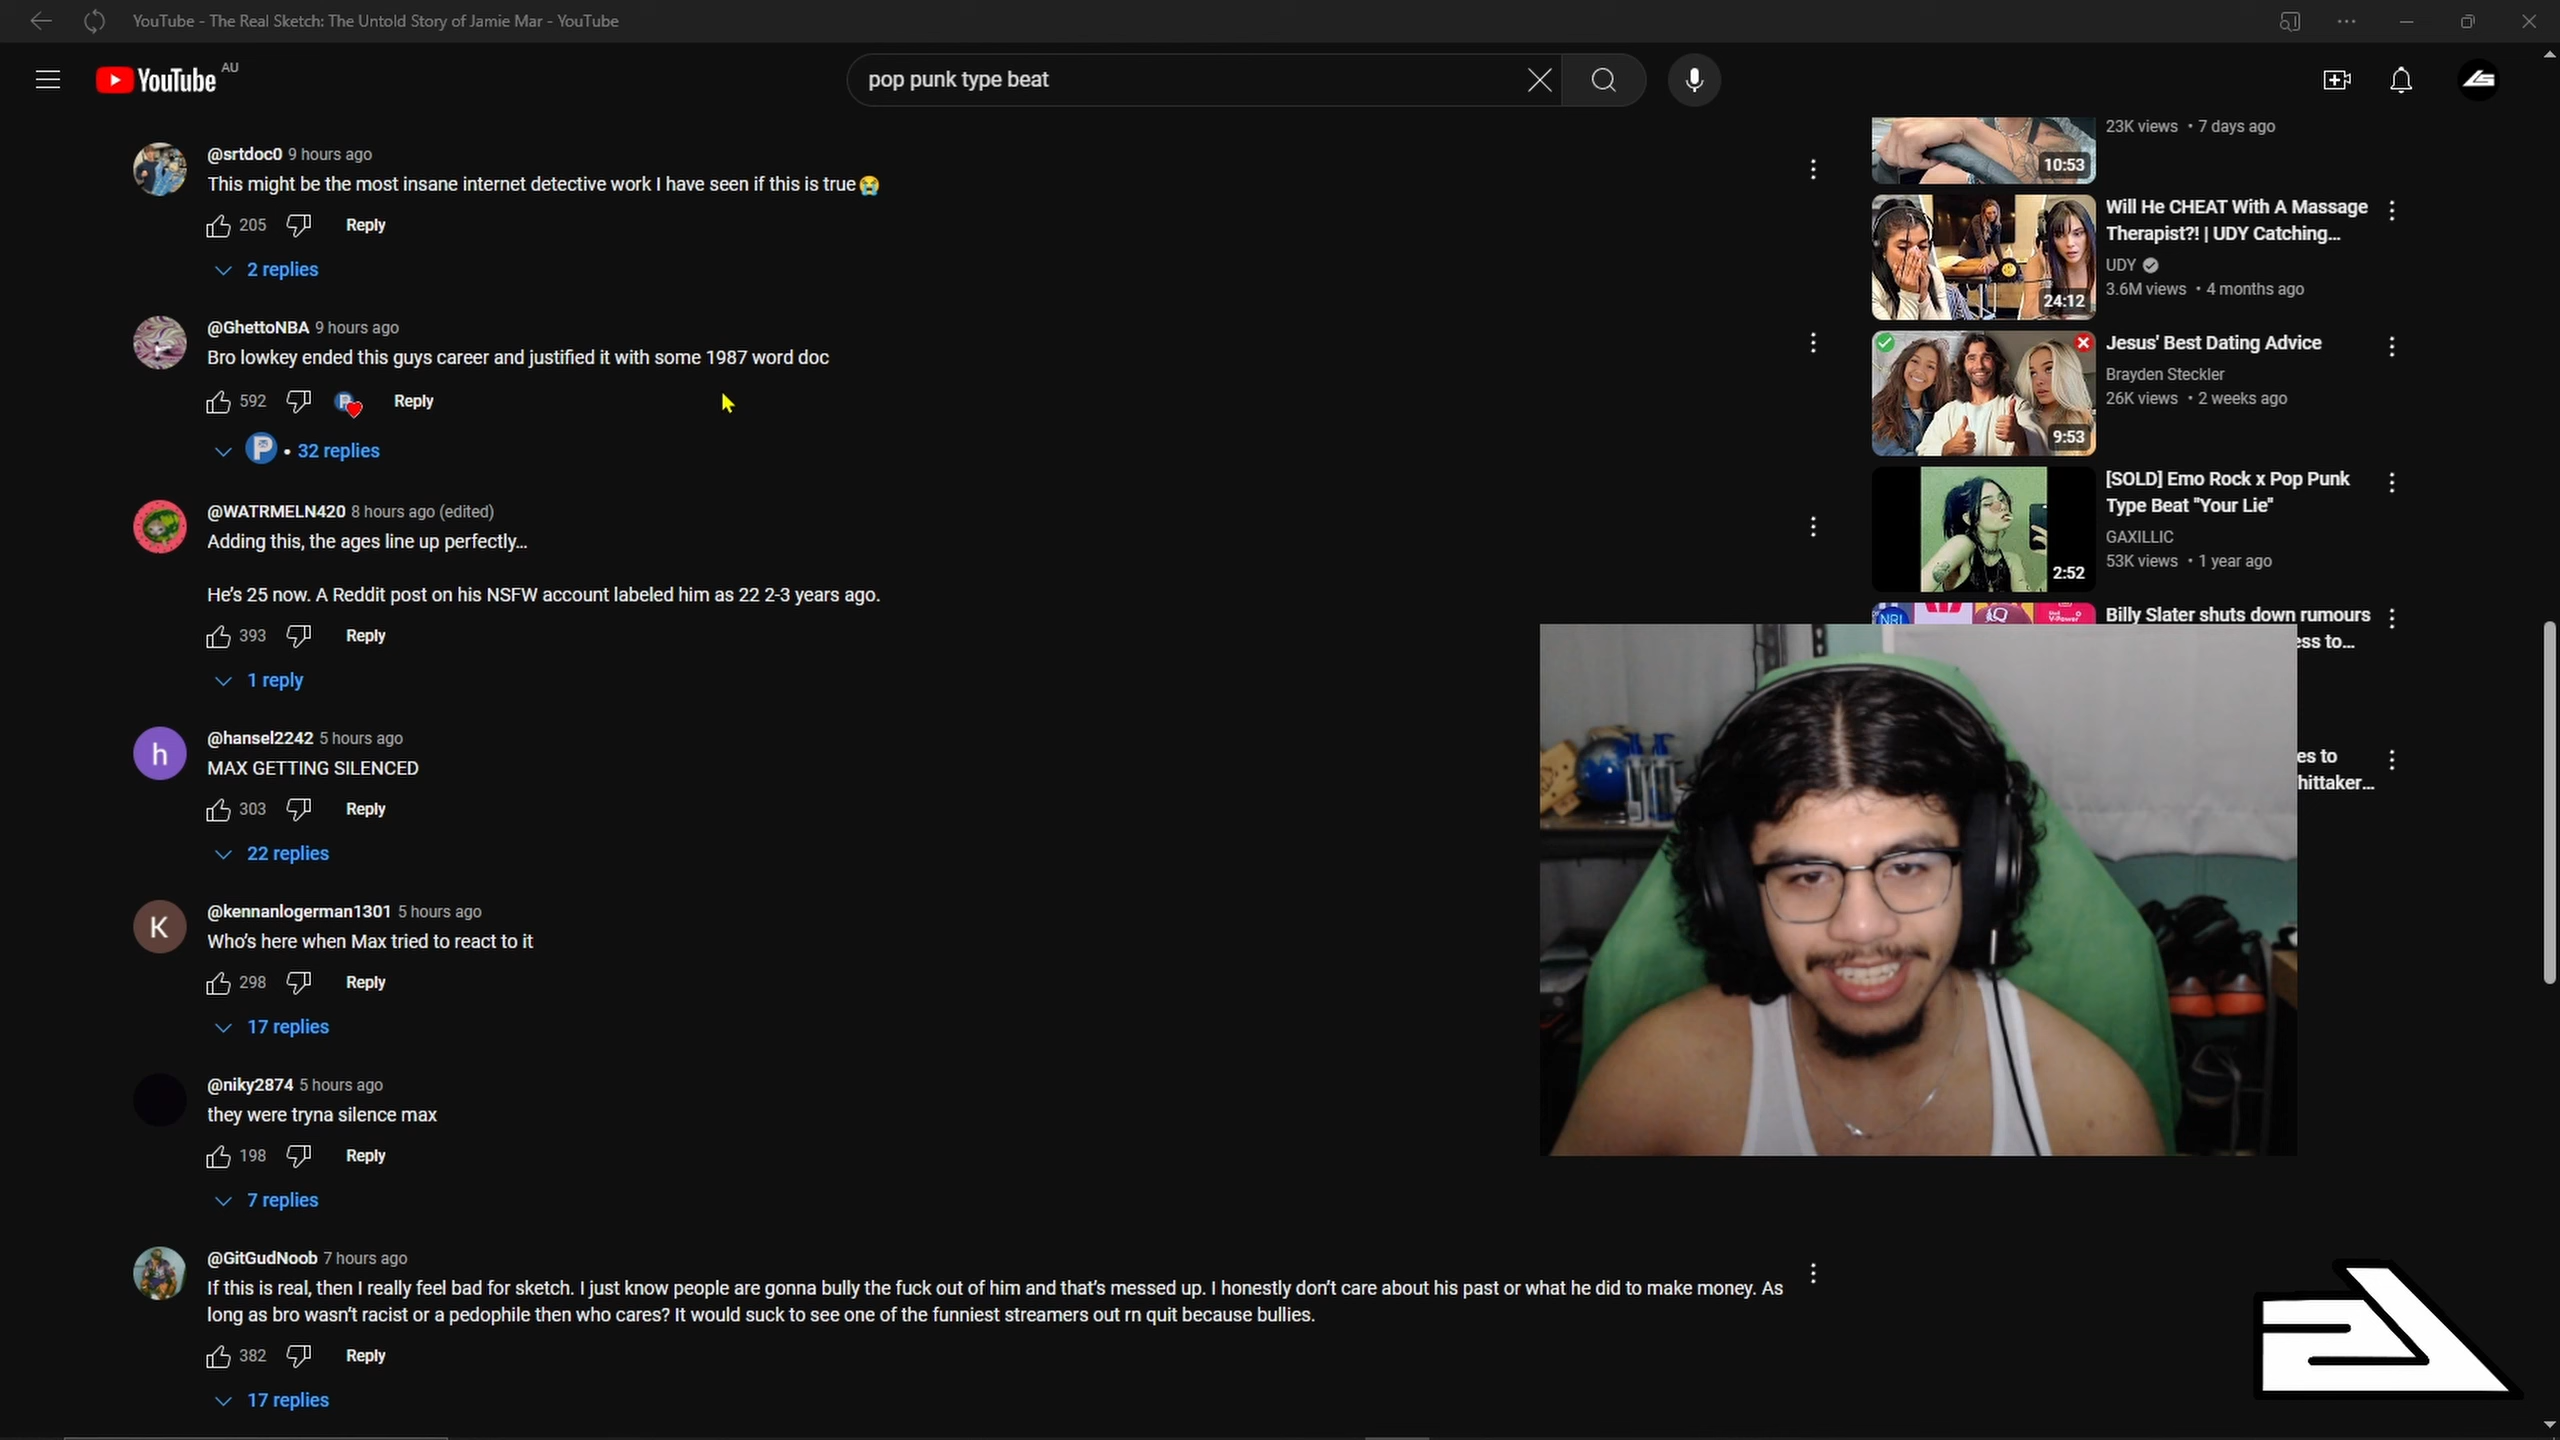 YouTube - The Real Sketch: The Untold Story of Jamie Mar - YouTube
YouTube AU
pop punk type beat
@srtdoc0 9 hours ago
This might be the most insane internet detective work I have seen if this is true😭
205 Reply
2 replies
@GhettoNBA 9 hours ago
Bro lowkey ended this guys career and justified it with some 1987 word doc
592 Reply
P • 32 replies
@WATRMELN420 8 hours ago (edited)
Adding this, the ages line up perfectly...
He's 25 now. A Reddit post on his NSFW account labeled him as 22 2-3 years ago.
393 Reply
1 reply
h
@hansel2242 5 hours ago
MAX GETTING SILENCED
303 Reply
22 replies
K
@kennanlogerman1301 5 hours ago
Who's here when Max tried to react to it
298 Reply
17 replies
@niky2874 5 hours ago
they were tryna silence max
198 Reply
7 replies
@GitGudNoob 7 hours ago
If this is real, then I really feel bad for sketch. I just know people are gonna bully the fuck out of him and that's messed up. I honestly don't care about his past or what he did to make money. As
long as bro wasn't racist or a pedophile then who cares? It would suck to see one of the funniest streamers out rn quit because bullies.
382 Reply
17 replies
23K views • 7 days ago
10:53
Will He CHEAT With A Massage
Therapist?! | UDY Catching...
UDY
3.6M views • 4 months ago
24:12
Jesus' Best Dating Advice
Brayden Steckler
26K views • 2 weeks ago
9:53
[SOLD] Emo Rock x Pop Punk
Type Beat "Your Lie"
GAXILLIC
53K views • 1 year ago
2:52
NRL
Billy Slater shuts down rumours
ess to...
es to
hittaker...